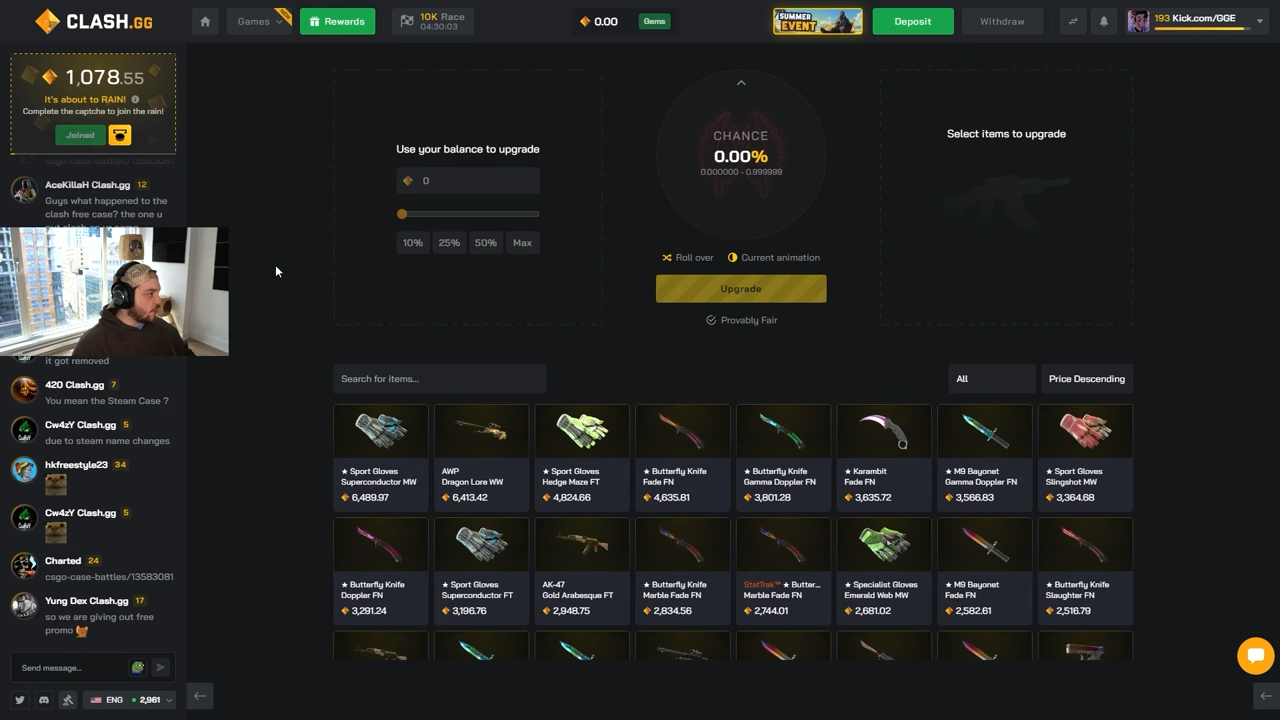 CLASH.GG
Games
NEW
Rewards
10K Race
04:30:03
0.00
Gems
SUMMER
EVENT
Deposit
Withdraw
193 Kick.com/GGE
1,078.55
It's about to RAIN!
Complete the captcha to join the rain!
Joined
csgo-case-battles/13583081
AceKillaH Clash.gg 12
Guys what happened to the
clash free case? the one u
it got removed
420 Clash.gg 7
You mean the Steam Case ?
Cw4zY Clash.gg 5
due to steam name changes
hkfreestyle23 34
Cw4zY Clash.gg 5
Charted 24
csgo-case-battles/13583081
Yung Dex Clash.gg 17
so we are giving out free
promo
Send message...
ENG 2,961
Use your balance to upgrade
0
10% 25% 50% Max
CHANCE
0.00%
0.000000 - 0.999999
Roll over Current animation
Upgrade
Provably Fair
Select items to upgrade
Search for items...
All
Price Descending
★ Sport Gloves
Superconductor MW
6,489.97
AWP
Dragon Lore WW
6,413.42
★ Sport Gloves
Hedge Maze FT
4,824.66
★ Butterfly Knife
Fade FN
4,635.81
★ Butterfly Knife
Gamma Doppler FN
3,801.28
★ Karambit
Fade FN
3,635.72
★ M9 Bayonet
Gamma Doppler FN
3,566.83
★ Sport Gloves
Slingshot MW
3,364.68
★ Butterfly Knife
Doppler FN
3,291.24
★ Sport Gloves
Superconductor FT
3,196.76
AK-47
Gold Arabesque FT
2,948.75
★ Butterfly Knife
Marble Fade FN
2,834.56
StatTrak™ ★ Butter...
Marble Fade FN
2,744.01
★ Specialist Gloves
Emerald Web MW
2,681.02
★ M9 Bayonet
Fade FN
2,582.61
★ Butterfly Knife
Slaughter FN
2,516.79